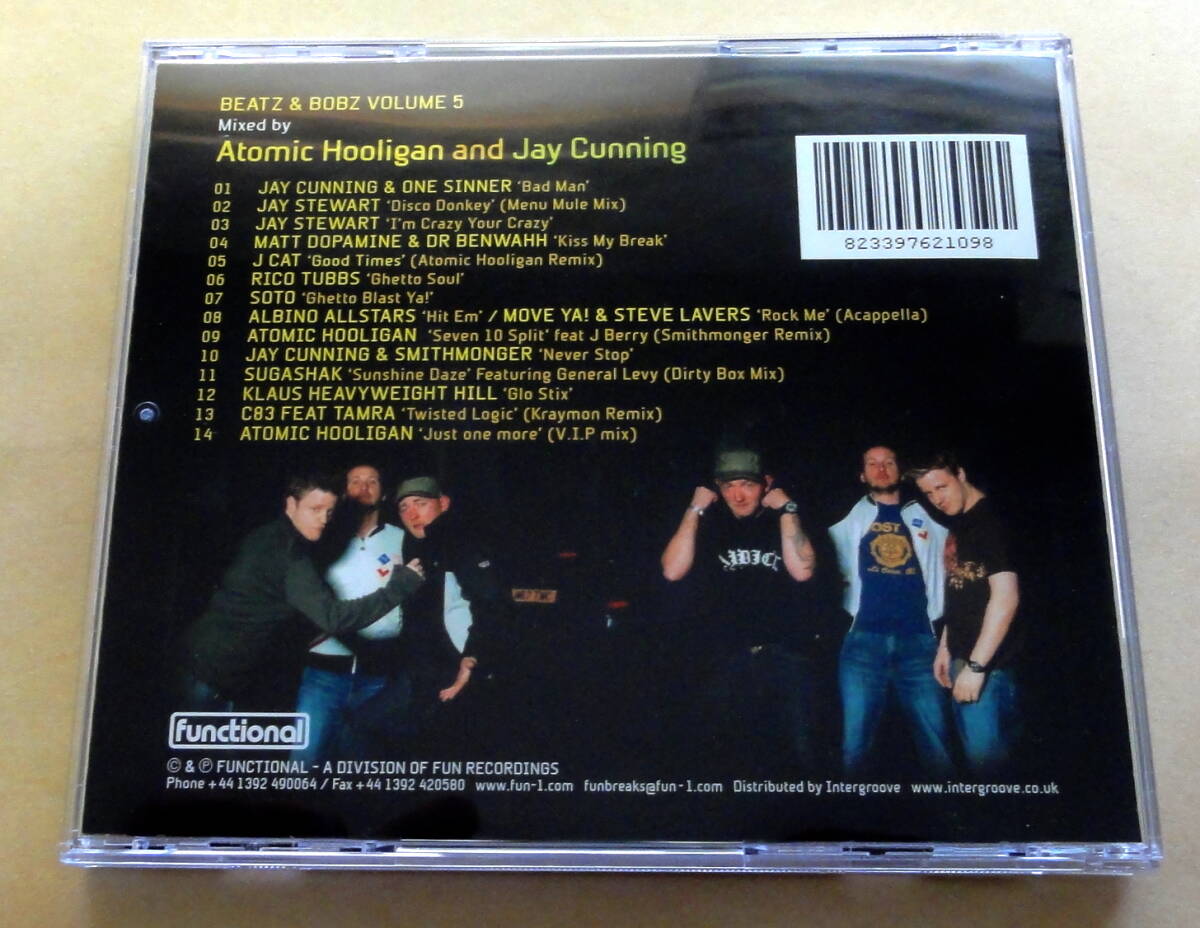 BEATZ & BOBZ VOLUME 5
Mixed by
Atomic Hooligan and Jay Cunning
01 JAY CUNNING & ONE SINNER 'Bad Man'
02 JAY STEWART 'Disco Donkey' (Menu Mule Mix)
03 JAY STEWART 'I'm Crazy Your Crazy'
04 MATT DOPAMINE & DR BENWAHH 'Kiss My Break'
05 J CAT 'Good Times' (Atomic Hooligan Remix)
06 RICO TUBBS 'Ghetto Soul'
07 SOTO 'Ghetto Blast Ya!'
08 ALBINO ALLSTARS 'Hit Em' / MOVE YA! & STEVE LAVERS 'Rock Me' (Acappella)
09 ATOMIC HOOLIGAN 'Seven 10 Split' feat J Berry (Smithmonger Remix)
10 JAY CUNNING & SMITHMONGER 'Never Stop'
11 SUGASHAK 'Sunshine Daze' Featuring General Levy (Dirty Box Mix)
12 KLAUS HEAVYWEIGHT HILL 'Glo Stix'
13 C83 FEAT TAMRA 'Twisted Logic' (Kraymon Remix)
14 ATOMIC HOOLIGAN 'Just one more' (V.I.P mix)
823397621098
functional
© & ℗ FUNCTIONAL - A DIVISION OF FUN RECORDINGS
Phone +44 1392 490064 / Fax +44 1392 420580 www.fun-1.com funbreaks@fun-1.com Distributed by Intergroove www.intergroove.co.uk